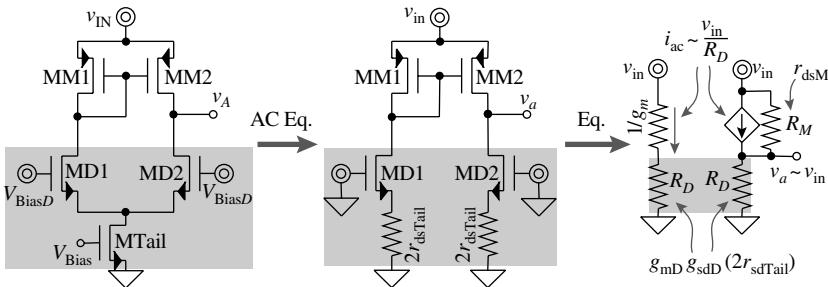 v_IN
MM1
MM2
v_A
MD1
MD2
V_BiasD
V_BiasD
MTail
V_Bias
AC Eq.
v_in
MM1
MM2
v_a
MD1
MD2
2r_dsTail
2r_dsTail
Eq.
i_ac ~ v_in / R_D
v_in
v_in
r_dsM
1/g_m
R_M
R_D
R_D
v_a ~ v_in
g_mD g_sdD (2r_sdTail)